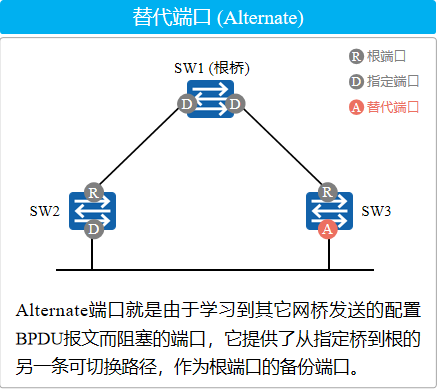 替代端口 (Alternate)
R 根端口
D 指定端口
A 替代端口
SW1 (根桥)
D D
R R
SW2 SW3
D A
Alternate端口就是由于学习到其它网桥发送的配置
BPDU报文而阻塞的端口，它提供了从指定桥到根的
另一条可切换路径，作为根端口的备份端口。